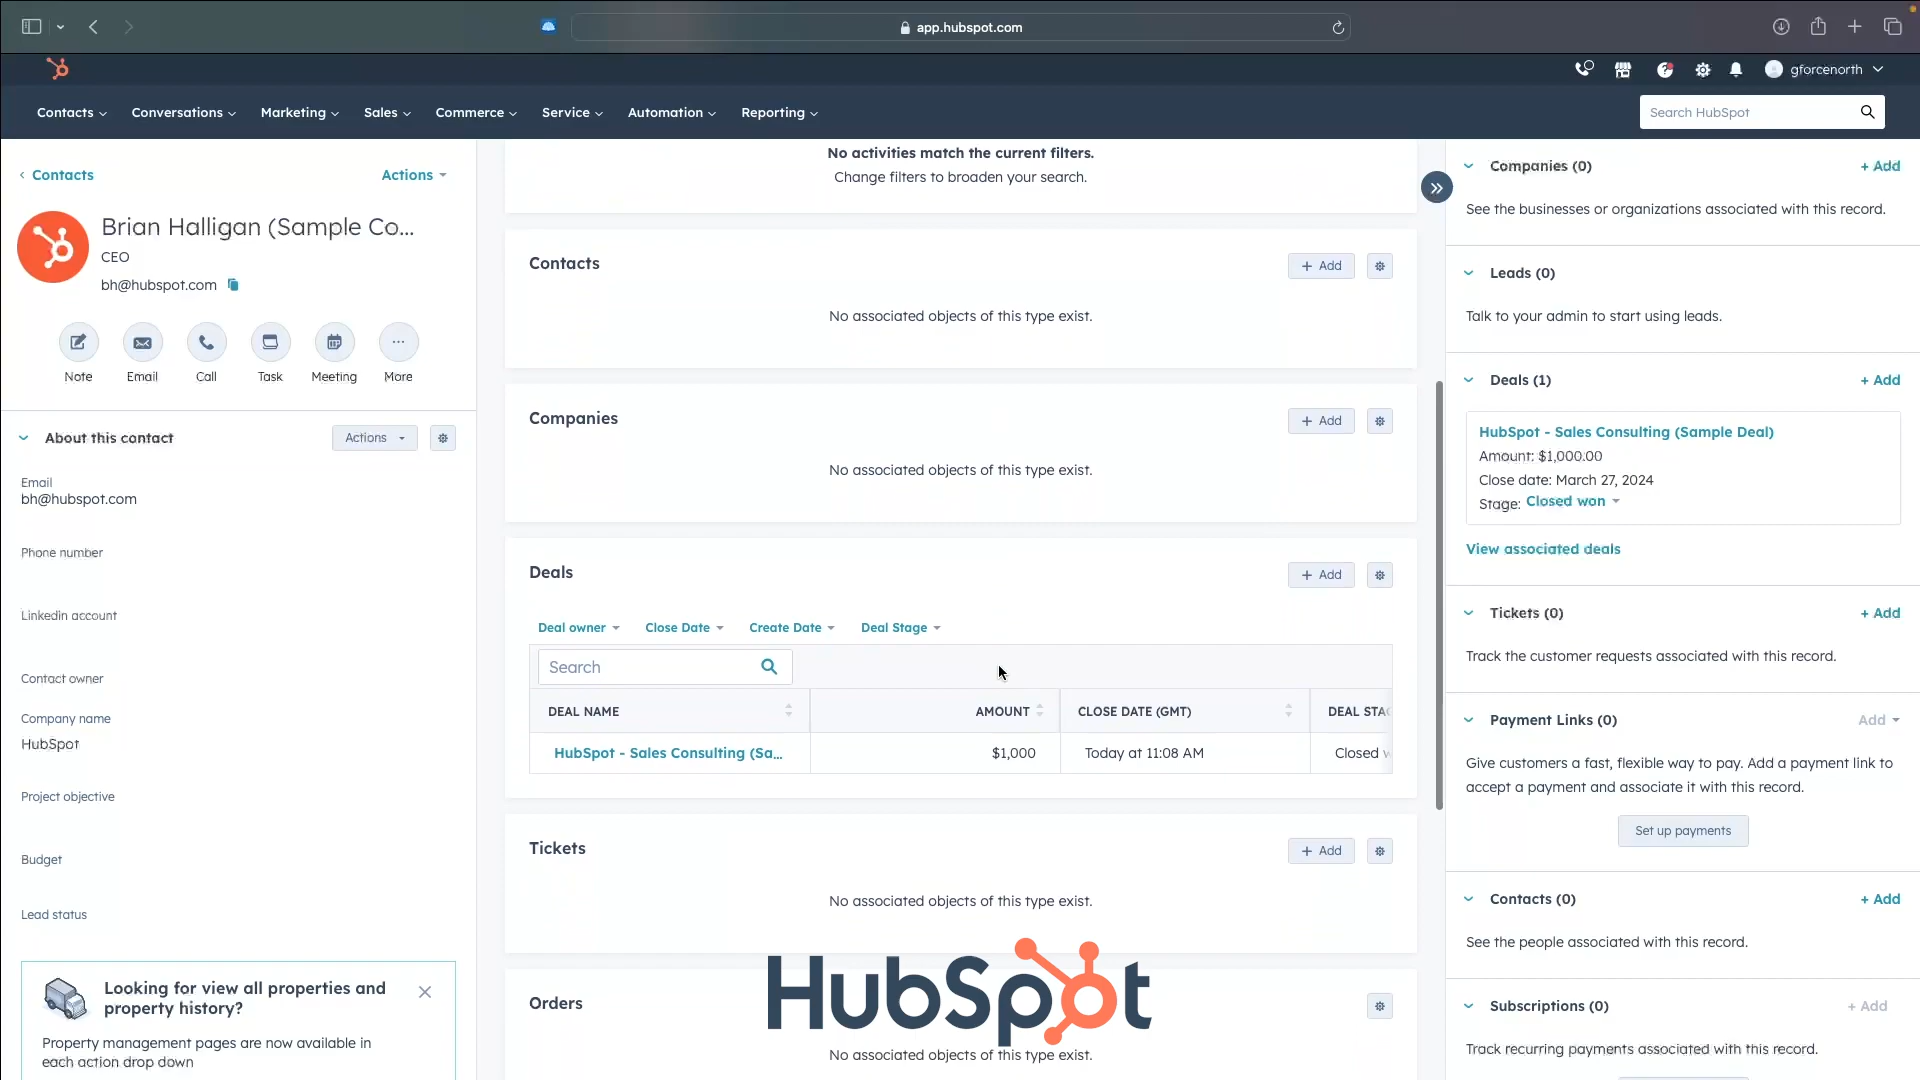 app.hubspot.com
gforcenorth
Contacts
Conversations
Marketing
Sales
Commerce
Service
Automation
Reporting
Search HubSpot
Contacts
Actions
Brian Halligan (Sample Co...
CEO
bh@hubspot.com
Note
Email
Call
Task
Meeting
More
About this contact
Actions
Email
bh@hubspot.com
Phone number
Linkedin account
Contact owner
Company name
HubSpot
Project objective
Budget
Lead status
Looking for view all properties and
property history?
Property management pages are now available in
each action drop down
No activities match the current filters.
Change filters to broaden your search.
Contacts
+ Add
No associated objects of this type exist.
Companies
+ Add
No associated objects of this type exist.
Deals
+ Add
Deal owner
Close Date
Create Date
Deal Stage
Search
DEAL NAME
AMOUNT
CLOSE DATE (GMT)
DEAL STAG
HubSpot - Sales Consulting (Sa...
$1,000
Today at 11:08 AM
Closed w
Tickets
+ Add
No associated objects of this type exist.
Orders
HubSpot
No associated objects of this type exist.
Companies (0)
+ Add
See the businesses or organizations associated with this record.
Leads (0)
Talk to your admin to start using leads.
Deals (1)
+ Add
HubSpot - Sales Consulting (Sample Deal)
Amount: $1,000.00
Close date: March 27, 2024
Stage: Closed won
View associated deals
Tickets (0)
+ Add
Track the customer requests associated with this record.
Payment Links (0)
Add
Give customers a fast, flexible way to pay. Add a payment link to
accept a payment and associate it with this record.
Set up payments
Contacts (0)
+ Add
See the people associated with this record.
Subscriptions (0)
+ Add
Track recurring payments associated with this record.